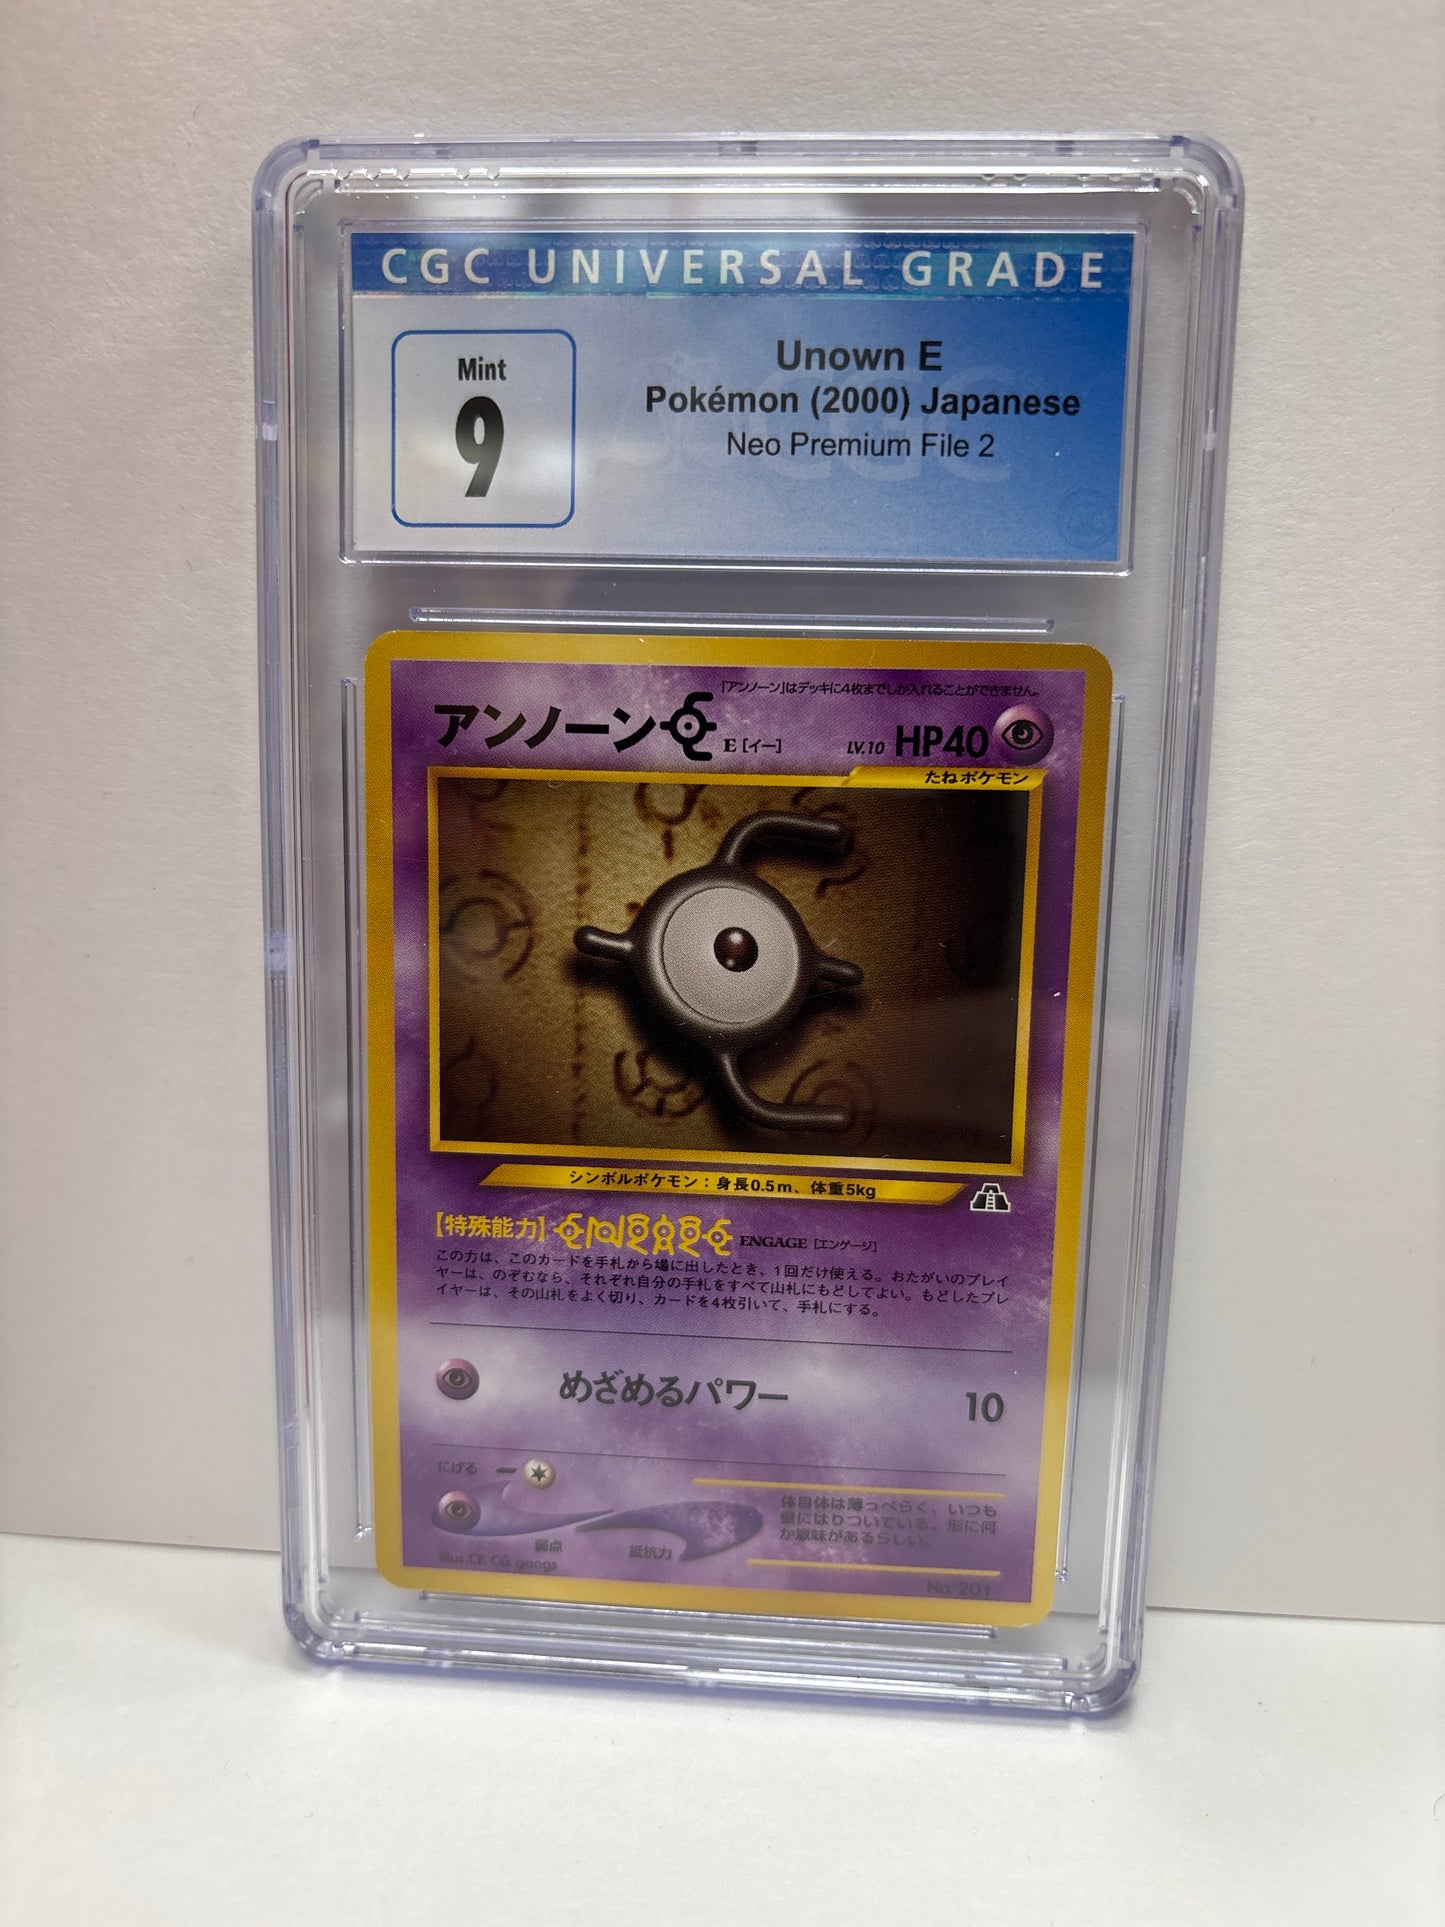 CGC UNIVERSAL GRADE
Mint
9
Unown E
Pokémon (2000) Japanese
Neo Premium File 2
「アンノーン」はデッキに4枚までしか入れることができません。
アンノーン E [イー] LV.10 HP40
たねポケモン
シンボルポケモン：身長0.5m、体重5kg
【特殊能力】 ENGAGE [エンゲージ]
この力は、このカードを手札から場に出したとき、1回だけ使える。おたがいのプレイ
ヤーは、のぞむなら、それぞれ自分の手札をすべて山札にもどしてよい。もどしたプレ
イヤーは、その山札をよく切り、カードを4枚引いて、手札にする。
めざめるパワー 10
にげる
弱点
抵抗力
体自体は薄っぺらく、いつも
壁にはりついている。形に何
か意味があるらしい。
Illus.CR CG gangs
No. 201